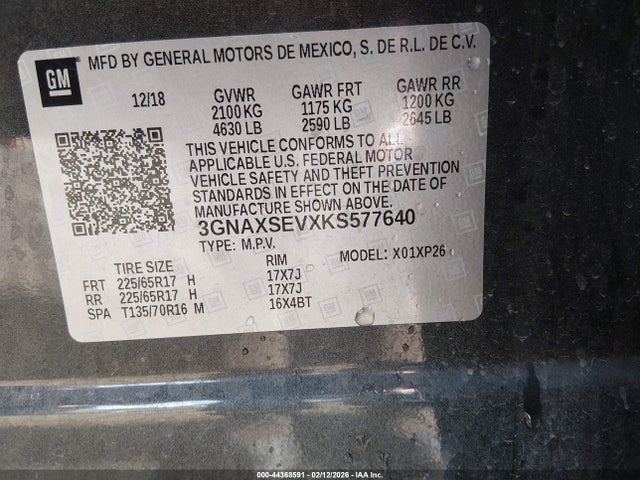 GM
MFD BY GENERAL MOTORS DE MEXICO, S. DE R.L. DE C.V.
12/18 GVWR GAWR FRT GAWR RR
2100 KG 1175 KG 1200 KG
4630 LB 2590 LB 2645 LB
THIS VEHICLE CONFORMS TO ALL
APPLICABLE U.S. FEDERAL MOTOR
VEHICLE SAFETY AND THEFT PREVENTION
STANDARDS IN EFFECT ON THE DATE OF
MANUFACTURE SHOWN ABOVE.
3GNAXSEVXKS577640
TYPE: M.P.V. MODEL: X01XP26
TIRE SIZE RIM
FRT 225/65R17 H 17X7J
RR 225/65R17 H 17X7J
SPA T135/70R16 M 16X4BT
000-44368591 - 02/12/2026 - IAA Inc.